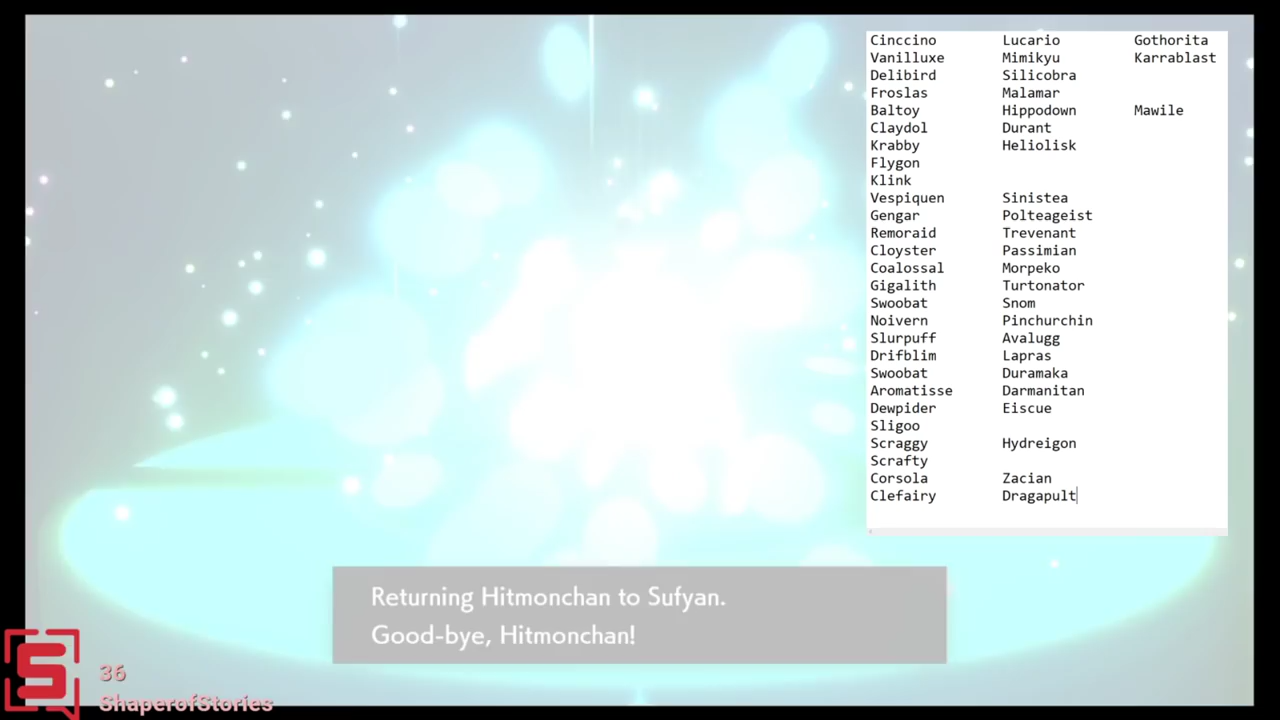 Cinccino Lucario Gothorita
Vanilluxe Mimikyu Karrablast
Delibird Silicobra
Froslas Malamar
Baltoy Hippodown Mawile
Claydol Durant
Krabby Heliolisk
Flygon
Klink
Vespiquen Sinistea
Gengar Polteageist
Remoraid Trevenant
Cloyster Passimian
Coalossal Morpeko
Gigalith Turtonator
Swoobat Snom
Noivern Pinchurchin
Slurpuff Avalugg
Drifblim Lapras
Swoobat Duramaka
Aromatisse Darmanitan
Dewpider Eiscue
Sligoo
Scraggy Hydreigon
Scrafty
Corsola Zacian
Clefairy Dragapult
Returning Hitmonchan to Sufyan.
Good-bye, Hitmonchan!
S
36
ShaperofStories